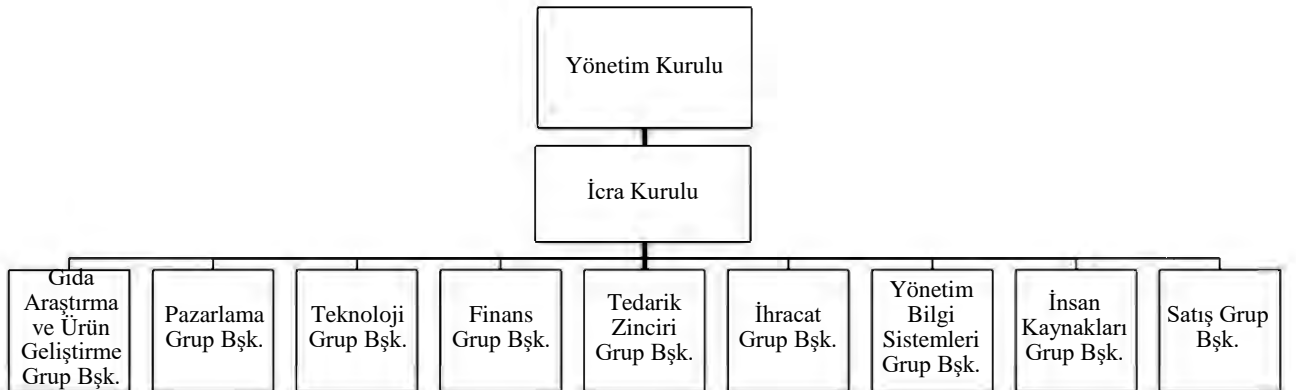 Yönetim Kurulu
İcra Kurulu
Gıda
Araştırma
ve Ürün
Geliştirme
Grup Bşk.
Pazarlama
Grup Bşk.
Teknoloji
Grup Bşk.
Finans
Grup Bşk.
Tedarik
Zinciri
Grup Bşk.
İhracat
Grup Bşk.
Yönetim
Bilgi
Sistemleri
Grup Bşk.
İnsan
Kaynakları
Grup Bşk.
Satış Grup
Bşk.